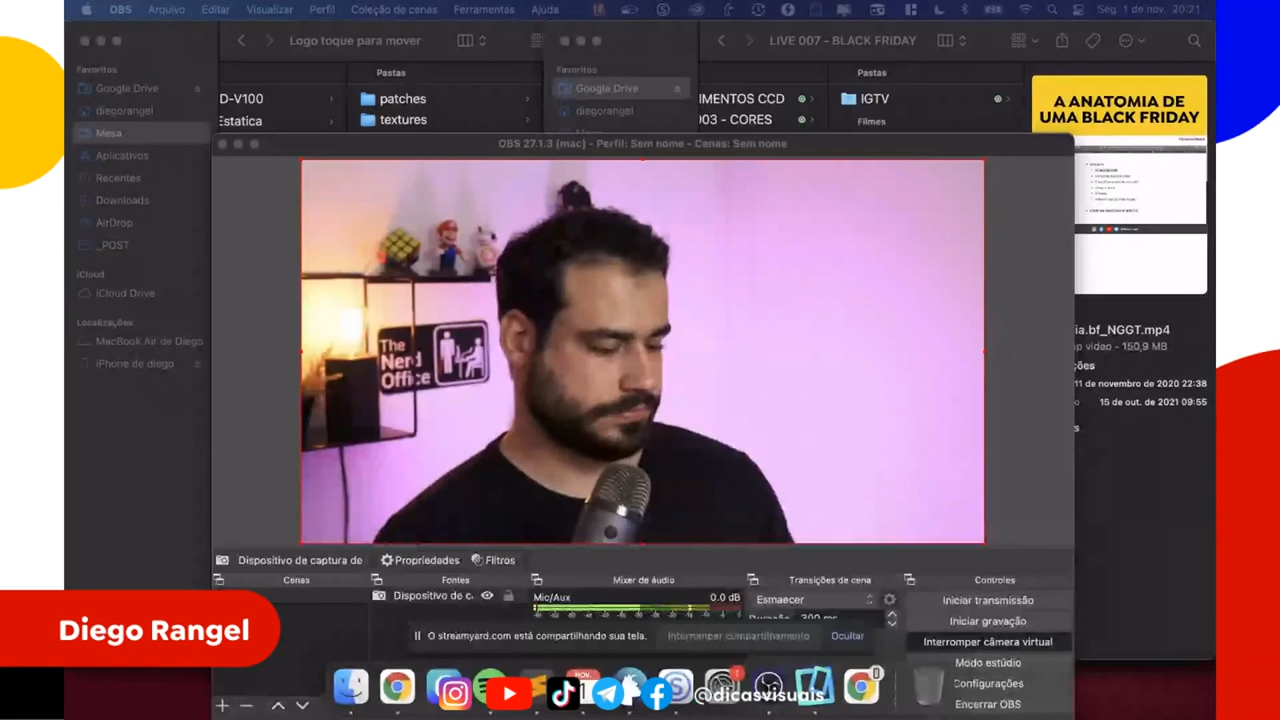 OBS Arquivo Editar Visualizar Perfil Coleção de cenas Ferramentas Ajuda Seg. 1 de nov. 20:21
Logo toque para mover
LIVE 007 - BLACK FRIDAY
Favoritos
Google Drive
diegorangel
Mesa
Aplicativos
Recentes
Downloads
AirDrop
_POST
iCloud
iCloud Drive
Localizações
MacBook Air de Diego
iPhone de diego
Pastas
D-V100
Estatica
patches
textures
Favoritos
Google Drive
diegorangel
Pastas
IMENTOS CCD
003 - CORES
IGTV
Filmes
A ANATOMIA DE
UMA BLACK FRIDAY
ia.bf_NGGT.mp4
video - 150,9 MB
ções
11 de novembro de 2020 22:38
15 de out. de 2021 09:55
OBS 27.1.3 (mac) - Perfil: Sem nome - Cenas: Sem nome
The
Nerd
Office
Dispositivo de captura de Propriedades Filtros
Cenas
Fontes
Mixer de áudio
Transições de cena
Controles
Dispositivo de c
Mic/Aux 0.0 dB
Esmaecer
Duração 300 ms
Iniciar transmissão
Iniciar gravação
Interromper câmera virtual
Modo estúdio
Configurações
Encerrar OBS
O streamyard.com está compartilhando sua tela. Interromper compartilhamento Ocultar
Diego Rangel
NOV.
@dicasvisuais